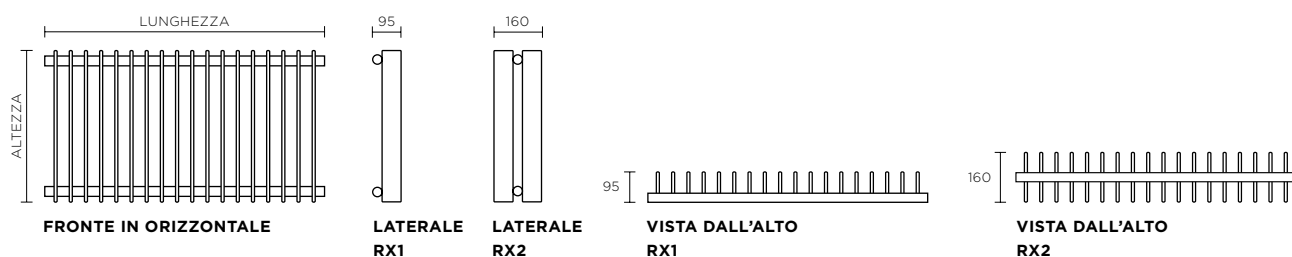 LUNGHEZZA
ALTEZZA
FRONTE IN ORIZZONTALE
95
LATERALE
RX1
160
LATERALE
RX2
95
VISTA DALL'ALTO
RX1
160
VISTA DALL'ALTO
RX2